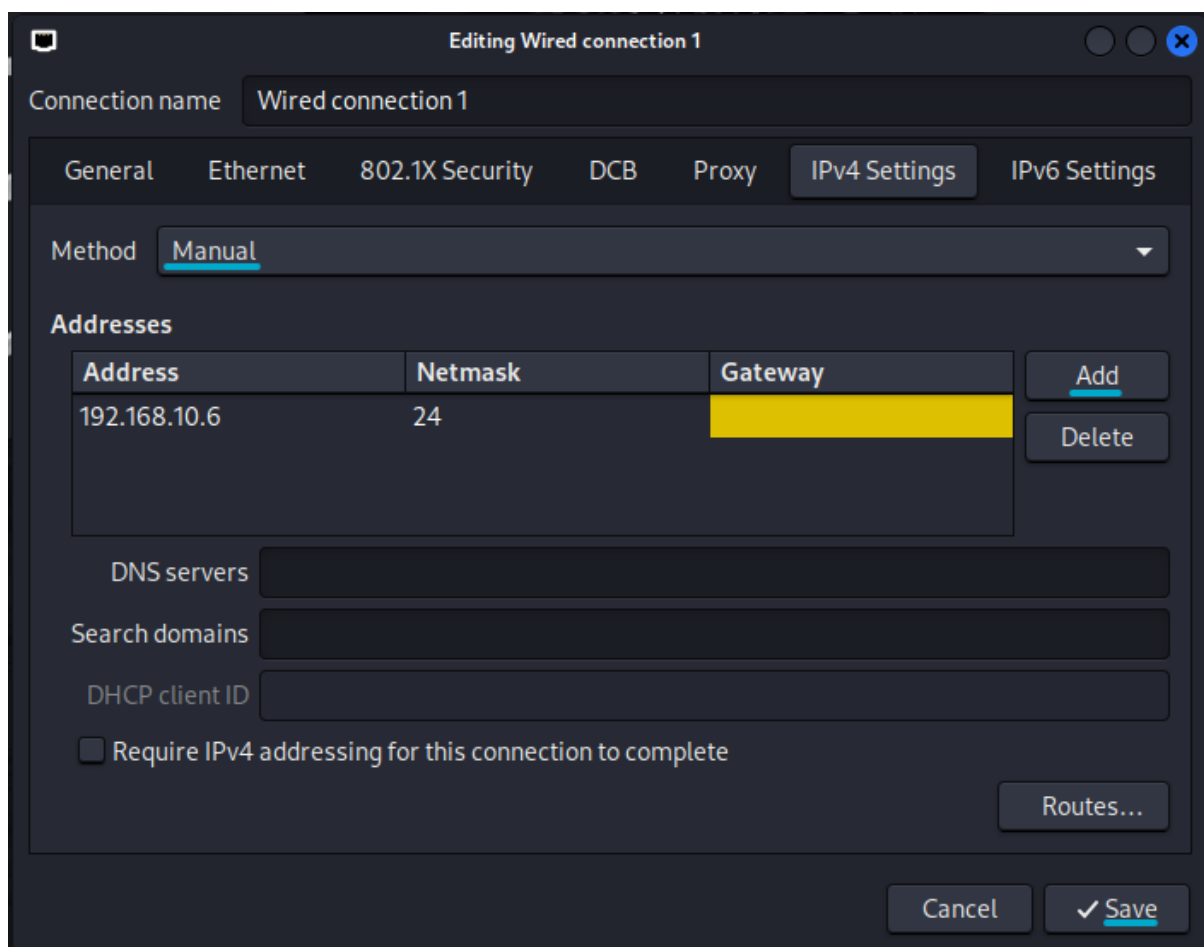 Editing Wired connection 1
Connection name Wired connection 1
General Ethernet 802.1X Security DCB Proxy IPv4 Settings IPv6 Settings
Method Manual
Addresses
Address Netmask Gateway Add
192.168.10.6 24
Delete
DNS servers
Search domains
DHCP client ID
Require IPv4 addressing for this connection to complete
Routes...
Cancel Save